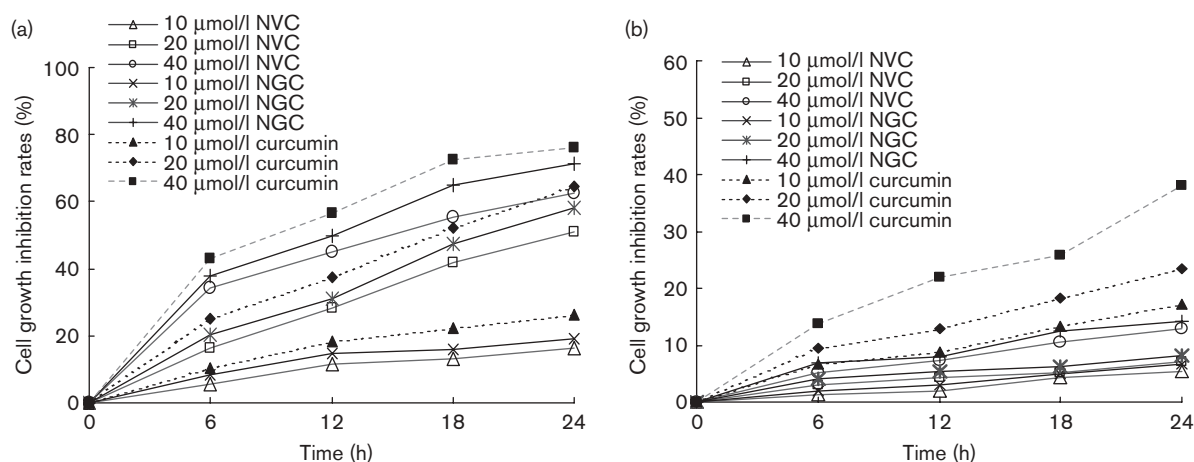 (a)
10 μmol/l NVC
20 μmol/l NVC
40 μmol/l NVC
10 μmol/l NGC
20 μmol/l NGC
40 μmol/l NGC
10 μmol/l curcumin
20 μmol/l curcumin
40 μmol/l curcumin
Cell growth inhibition rates (%)
100
80
60
40
20
0
0 6 12 18 24
Time (h)
(b)
10 μmol/l NVC
20 μmol/l NVC
40 μmol/l NVC
10 μmol/l NGC
20 μmol/l NGC
40 μmol/l NGC
10 μmol/l curcumin
20 μmol/l curcumin
40 μmol/l curcumin
Cell growth inhibition rates (%)
60
50
40
30
20
10
0
0 6 12 18 24
Time (h)